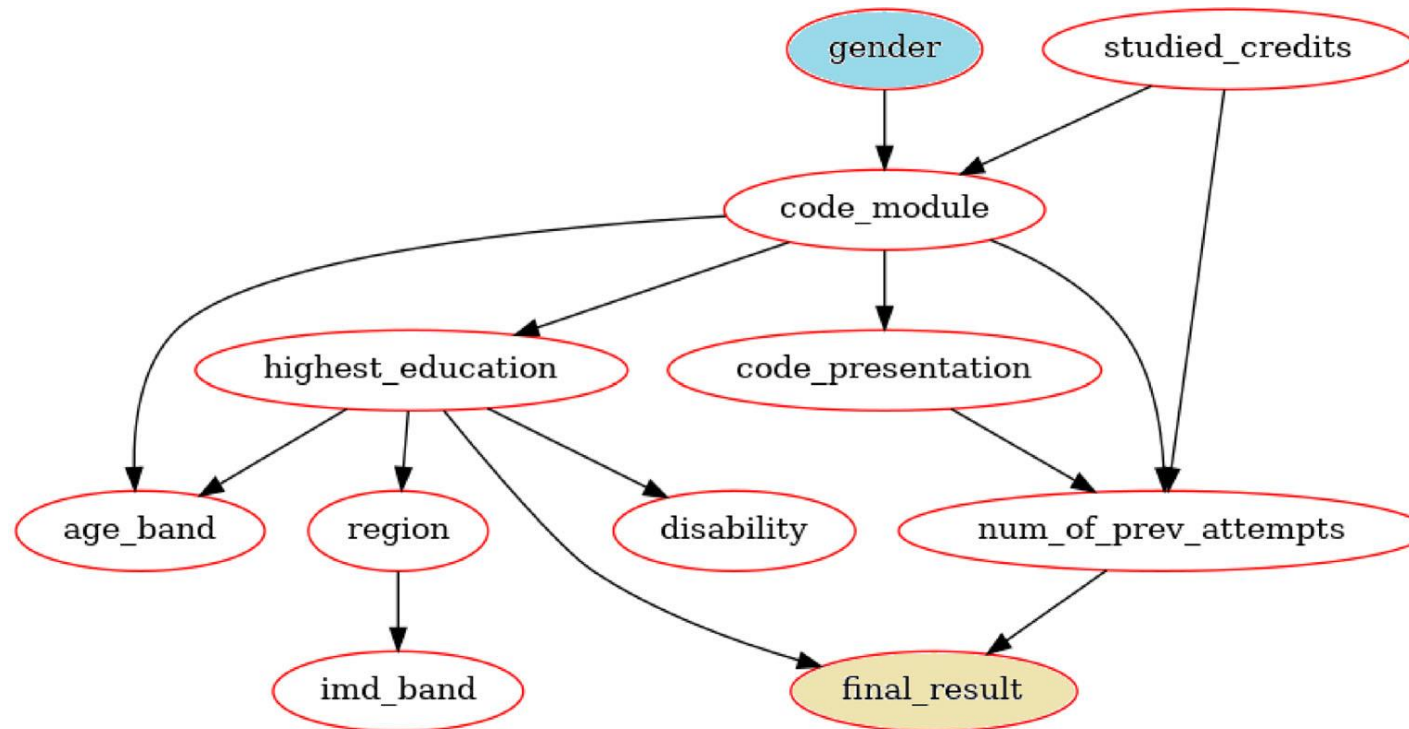 gender
studied_credits
code_module
highest_education
code_presentation
age_band
region
disability
num_of_prev_attempts
imd_band
final_result